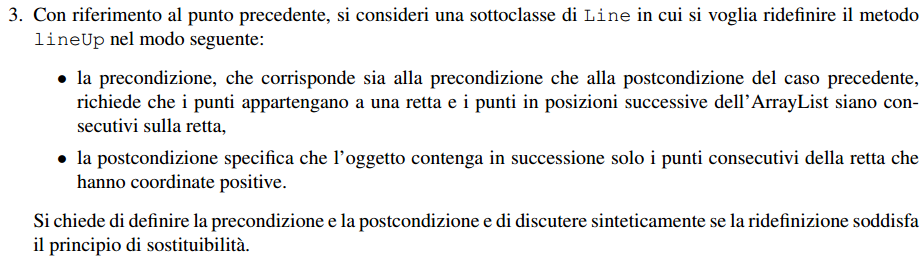 3. Con riferimento al punto precedente, si consideri una sottoclasse di Line in cui si voglia ridefinire il metodo
lineUp nel modo seguente:
• la precondizione, che corrisponde sia alla precondizione che alla postcondizione del caso precedente,
richiede che i punti appartengano a una retta e i punti in posizioni successive dell'ArrayList siano con-
secutivi sulla retta,
• la postcondizione specifica che l'oggetto contenga in successione solo i punti consecutivi della retta che
hanno coordinate positive.
Si chiede di definire la precondizione e la postcondizione e di discutere sinteticamente se la ridefinizione soddisfa
il principio di sostituibilità.